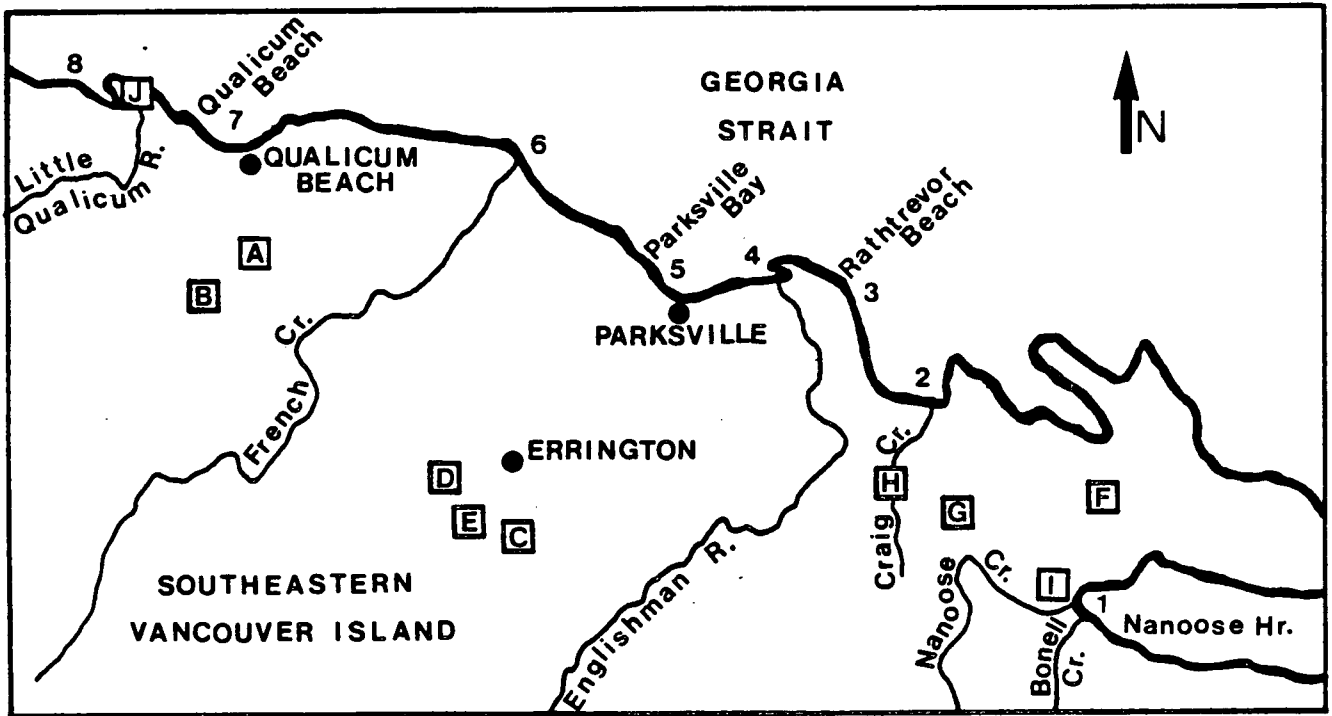 8
J
Qualicum
Beach
7
QUALICUM
BEACH
Little
Qualicum R.
GEORGIA
STRAIT
N
6
Parksville
Bay
5
4
PARKSVILLE
Rathtrevor
Beach
3
2
A
B
French Cr.
ERRINGTON
D
E
C
SOUTHEASTERN
VANCOUVER ISLAND
Englishman R.
Craig Cr.
H
G
F
Nanoose Cr.
I
1
Bonell
Cr.
Nanoose Hr.